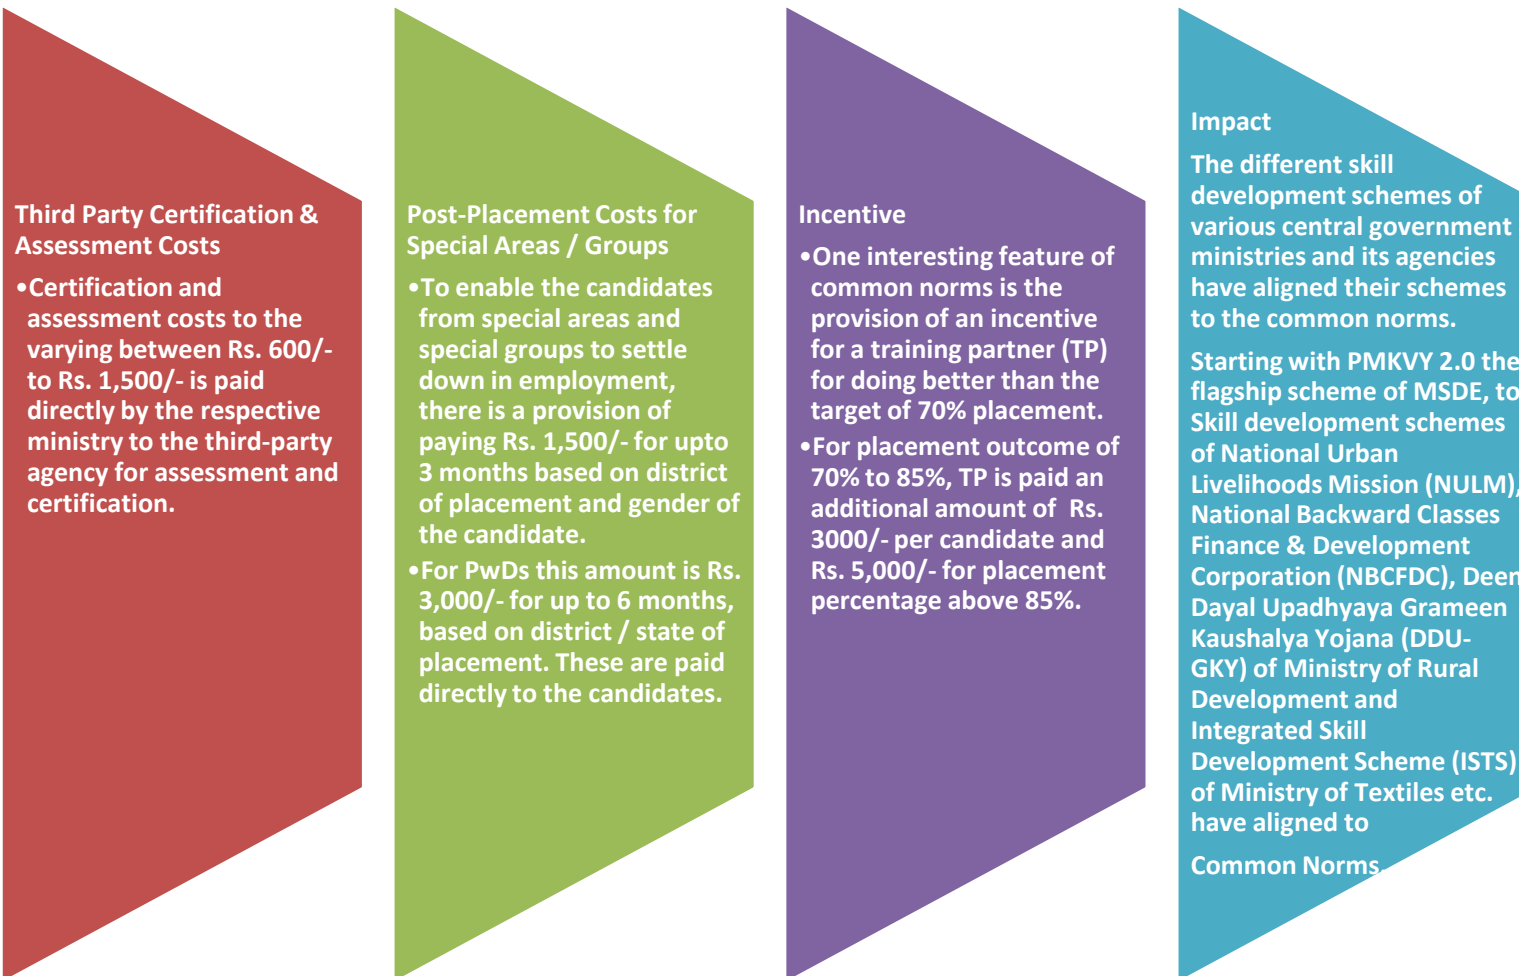 Third Party Certification &
Assessment Costs
•Certification and
assessment costs to the
varying between Rs. 600/-
to Rs. 1,500/- is paid
directly by the respective
ministry to the third-party
agency for assessment and
certification.
Post-Placement Costs for
Special Areas / Groups
•To enable the candidates
from special areas and
special groups to settle
down in employment,
there is a provision of
paying Rs. 1,500/- for upto
3 months based on district
of placement and gender of
the candidate.
•For PwDs this amount is Rs.
3,000/- for up to 6 months,
based on district / state of
placement. These are paid
directly to the candidates.
Incentive
•One interesting feature of
common norms is the
provision of an incentive
for a training partner (TP)
for doing better than the
target of 70% placement.
•For placement outcome of
70% to 85%, TP is paid an
additional amount of Rs.
3000/- per candidate and
Rs. 5,000/- for placement
percentage above 85%.
Impact
The different skill
development schemes of
various central government
ministries and its agencies
have aligned their schemes
to the common norms.
Starting with PMKVY 2.0 the
flagship scheme of MSDE, to
Skill development schemes
of National Urban
Livelihoods Mission (NULM),
National Backward Classes
Finance & Development
Corporation (NBCFDC), Deen
Dayal Upadhyaya Grameen
Kaushalya Yojana (DDU-
GKY) of Ministry of Rural
Development and
Integrated Skill
Development Scheme (ISTS)
of Ministry of Textiles etc.
have aligned to
Common Norms.